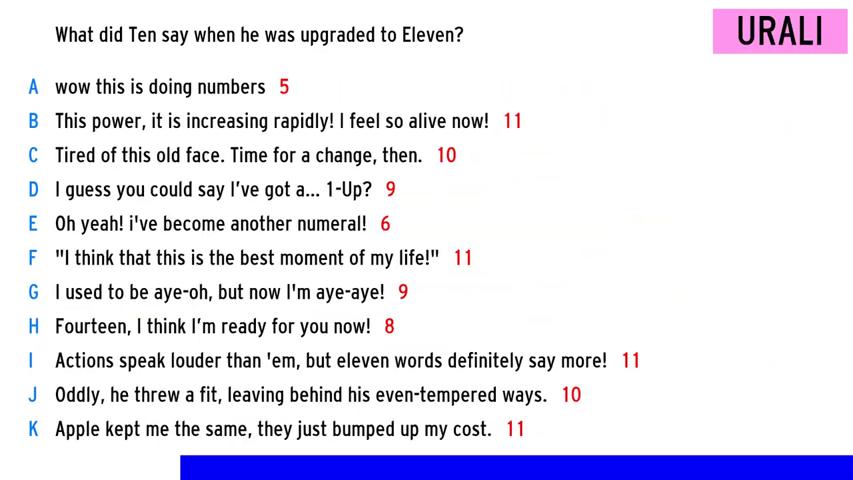 What did Ten say when he was upgraded to Eleven?
URALI
A wow this is doing numbers 5
B This power, it is increasing rapidly! I feel so alive now! 11
C Tired of this old face. Time for a change, then. 10
D I guess you could say I've got a... 1-Up? 9
E Oh yeah! i've become another numeral! 6
F "I think that this is the best moment of my life!" 11
G I used to be aye-oh, but now I'm aye-aye! 9
H Fourteen, I think I'm ready for you now! 8
I Actions speak louder than 'em, but eleven words definitely say more! 11
J Oddly, he threw a fit, leaving behind his even-tempered ways. 10
K Apple kept me the same, they just bumped up my cost. 11